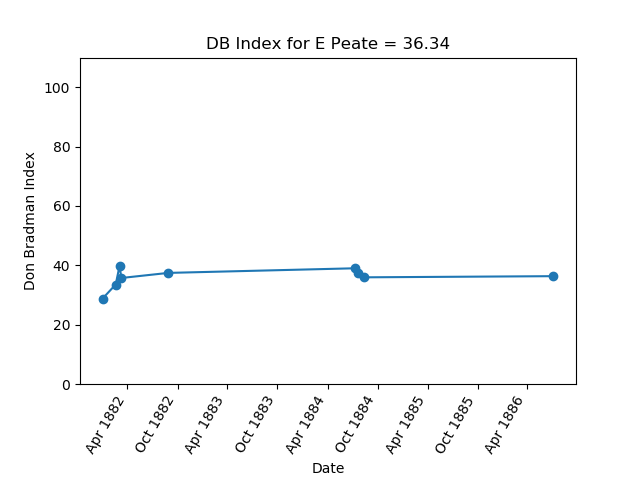 DB Index for E Peate = 36.34
Don Bradman Index
100
80
60
40
20
0
Apr 1882
Oct 1882
Apr 1883
Oct 1883
Apr 1884
Oct 1884
Apr 1885
Oct 1885
Apr 1886
Date